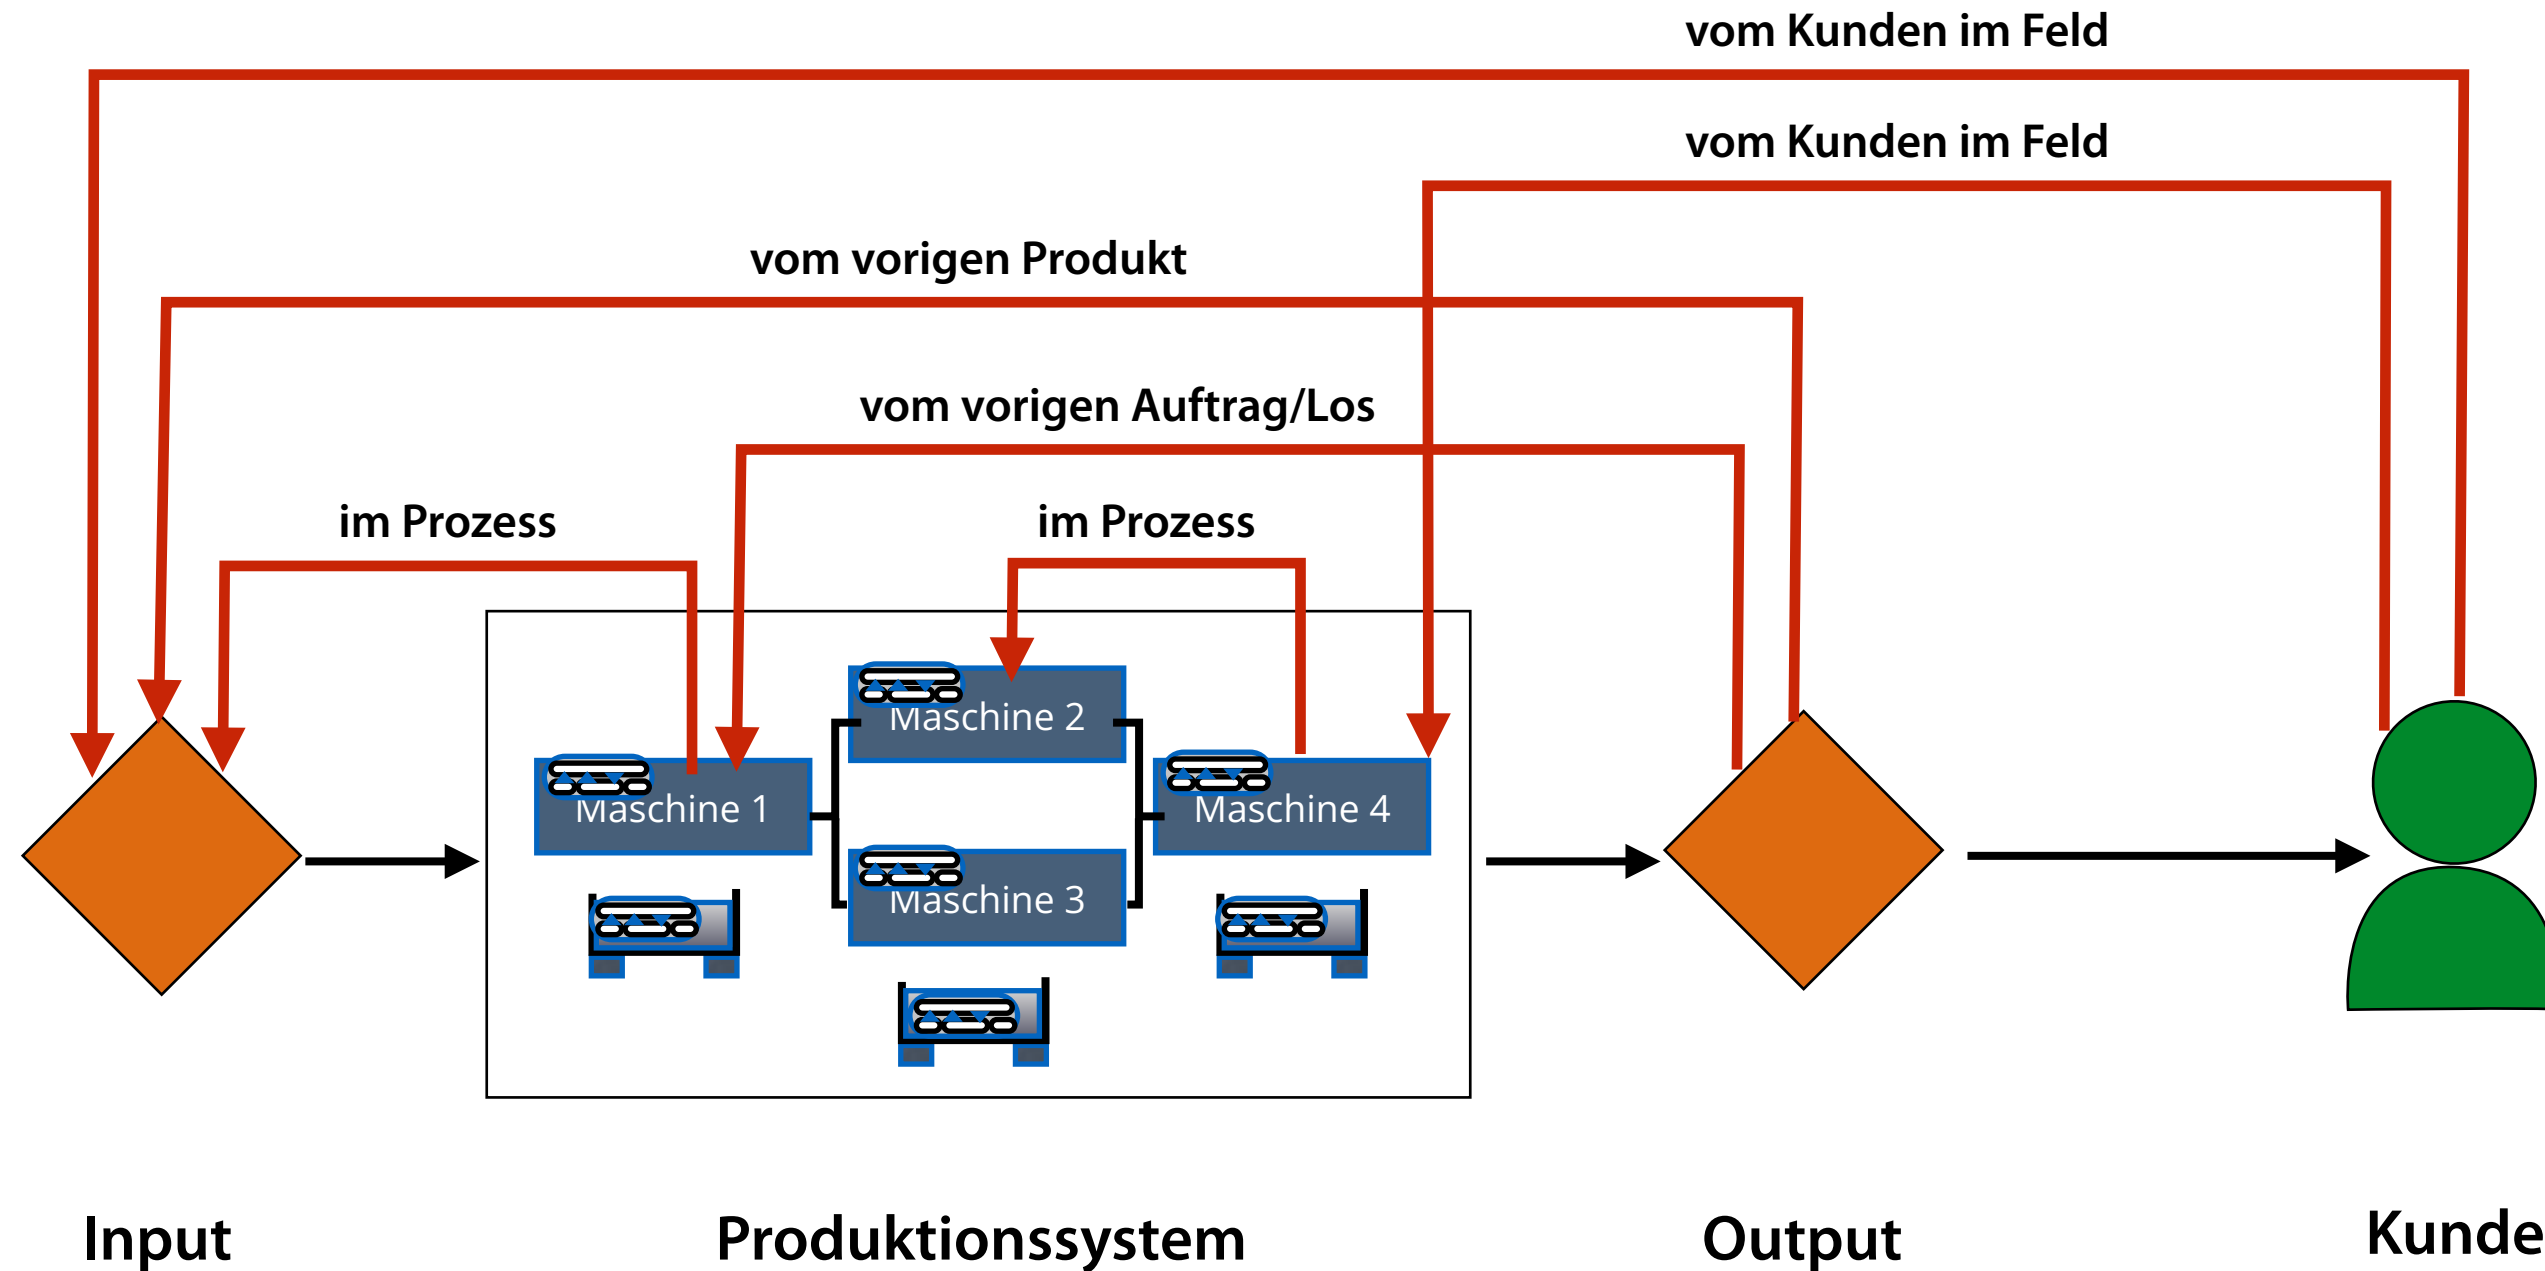 vom Kunden im Feld
vom Kunden im Feld
vom vorigen Produkt
vom vorigen Auftrag/Los
im Prozess
im Prozess
Maschine 2
Maschine 1
Maschine 4
Maschine 3
Input
Produktionssystem
Output
Kunde